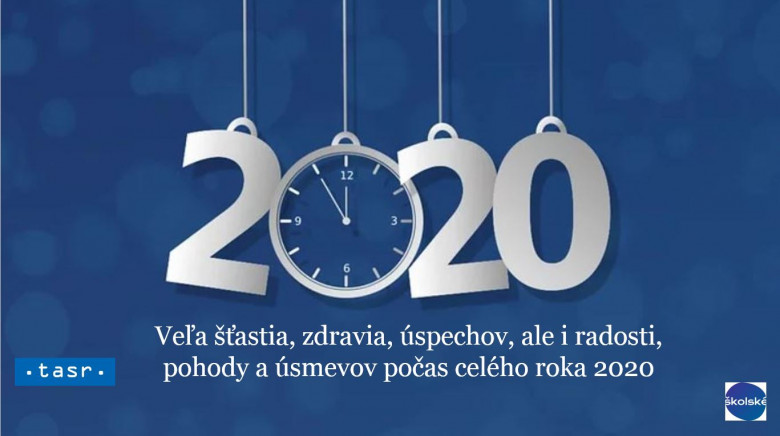 2020
12
9
3
6
Veľa šťastia, zdravia, úspechov, ale i radosti,
pohody a úsmevov počas celého roka 2020
.tasr.
školské